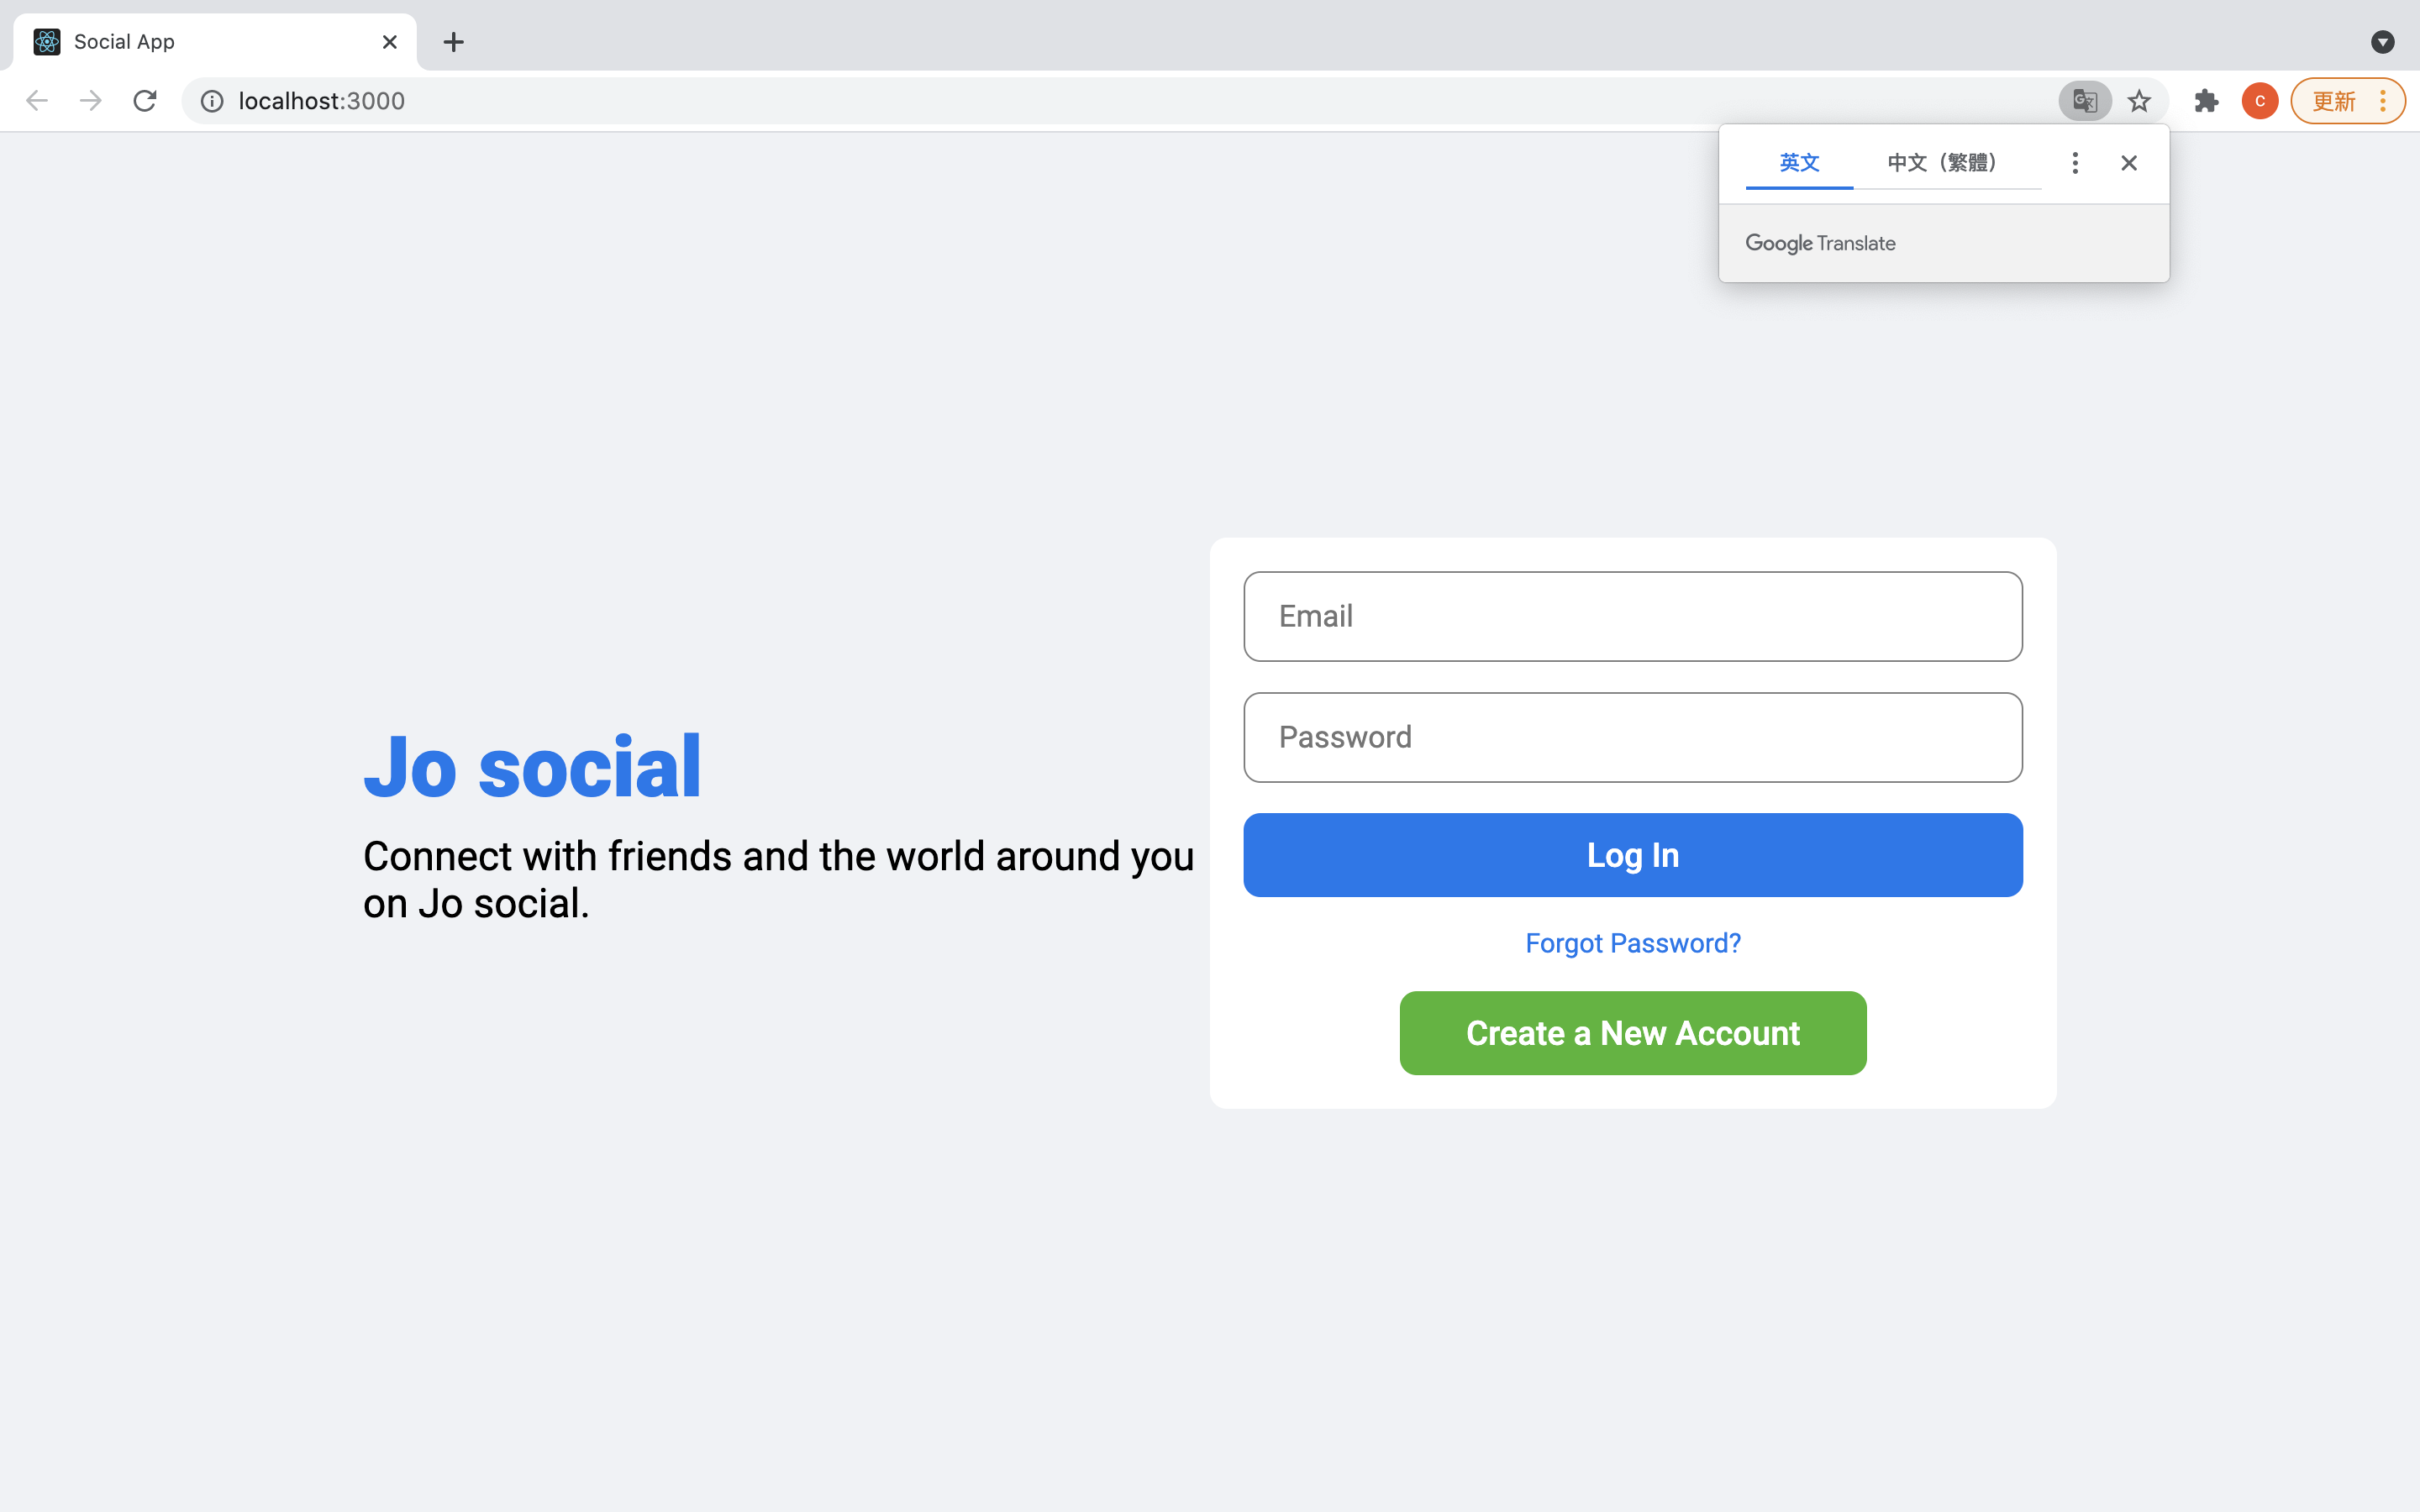 Social App
localhost:3000
C
更新
英文
中文（繁體）
Google Translate
Jo social
Connect with friends and the world around you
on Jo social.
Email
Password
Log In
Forgot Password?
Create a New Account